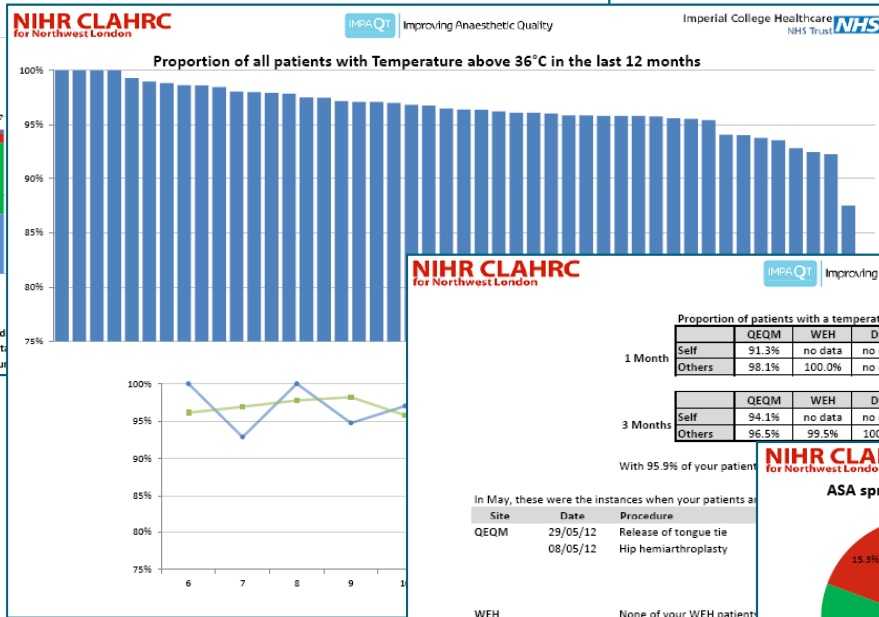 NIHR CLAHRC
for Northwest London
IMPAQT Improving Anaesthetic Quality
Imperial College Healthcare NHS
NHS Trust
Proportion of all patients with Temperature above 36°C in the last 12 months
100%
95%
90%
85%
80%
75%
100%
95%
90%
85%
80%
75%
6 7 8 9
NIHR CLAHRC
for Northwest London
IMPAQT Improving
Proportion of patients with a
QEQM WEH
1 Month
Self 91.3% no data no
Others 98.1% 100.0% no
QEQM WEH
3 Months
Self 94.1% no data no
Others 96.5% 99.5%
With 95.9% of your patient
In May, these were the instances when your patients
Site Date Procedure
QEQM 29/05/12 Release of tongue tie
08/05/12 Hip hemiarthroplasty
WEH None of your WEH patients
NIHR
for Northwest
ASA
15.3%